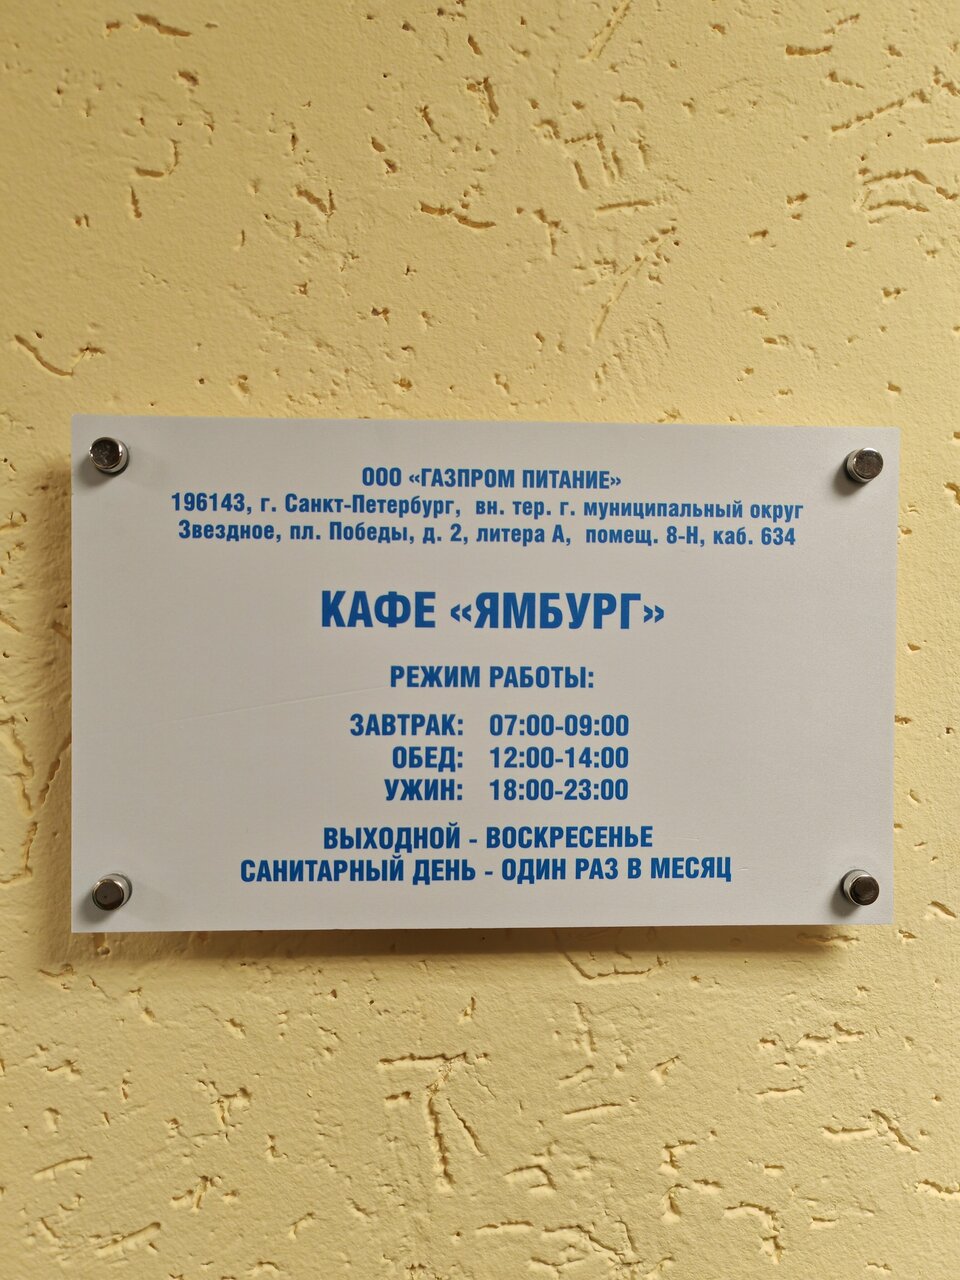 ООО «ГАЗПРОМ ПИТАНИЕ»
196143, г. Санкт-Петербург, вн. тер. г. муниципальный округ
Звездное, пл. Победы, д. 2, литера А, помещ. 8-Н, каб. 634
КАФЕ «ЯМБУРГ»
РЕЖИМ РАБОТЫ:
ЗАВТРАК: 07:00-09:00
ОБЕД: 12:00-14:00
УЖИН: 18:00-23:00
ВЫХОДНОЙ - ВОСКРЕСЕНЬЕ
САНИТАРНЫЙ ДЕНЬ - ОДИН РАЗ В МЕСЯЦ